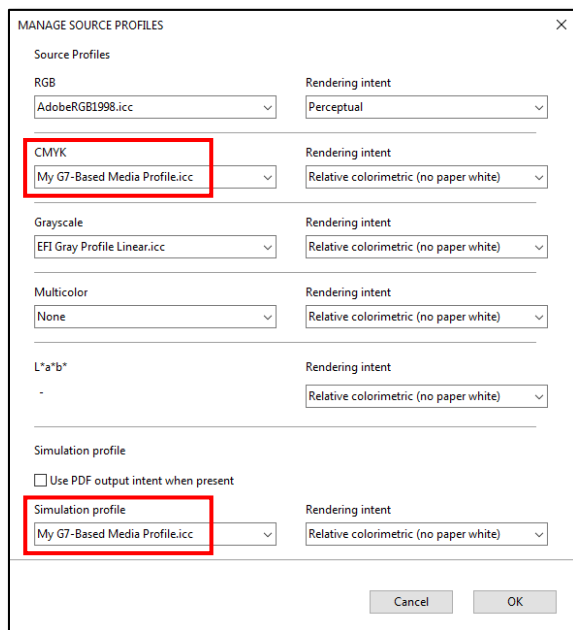 MANAGE SOURCE PROFILES
Source Profiles
RGB
Rendering intent
AdobeRGB1998.icc
Perceptual
CMYK
Rendering intent
My G7-Based Media Profile.icc
Relative colorimetric (no paper white)
Grayscale
Rendering intent
EFI Gray Profile Linear.icc
Relative colorimetric (no paper white)
Multicolor
Rendering intent
None
Relative colorimetric (no paper white)
L*a*b*
Rendering intent
-
Relative colorimetric (no paper white)
Simulation profile
Use PDF output intent when present
Simulation profile
Rendering intent
My G7-Based Media Profile.icc
Relative colorimetric (no paper white)
Cancel
OK